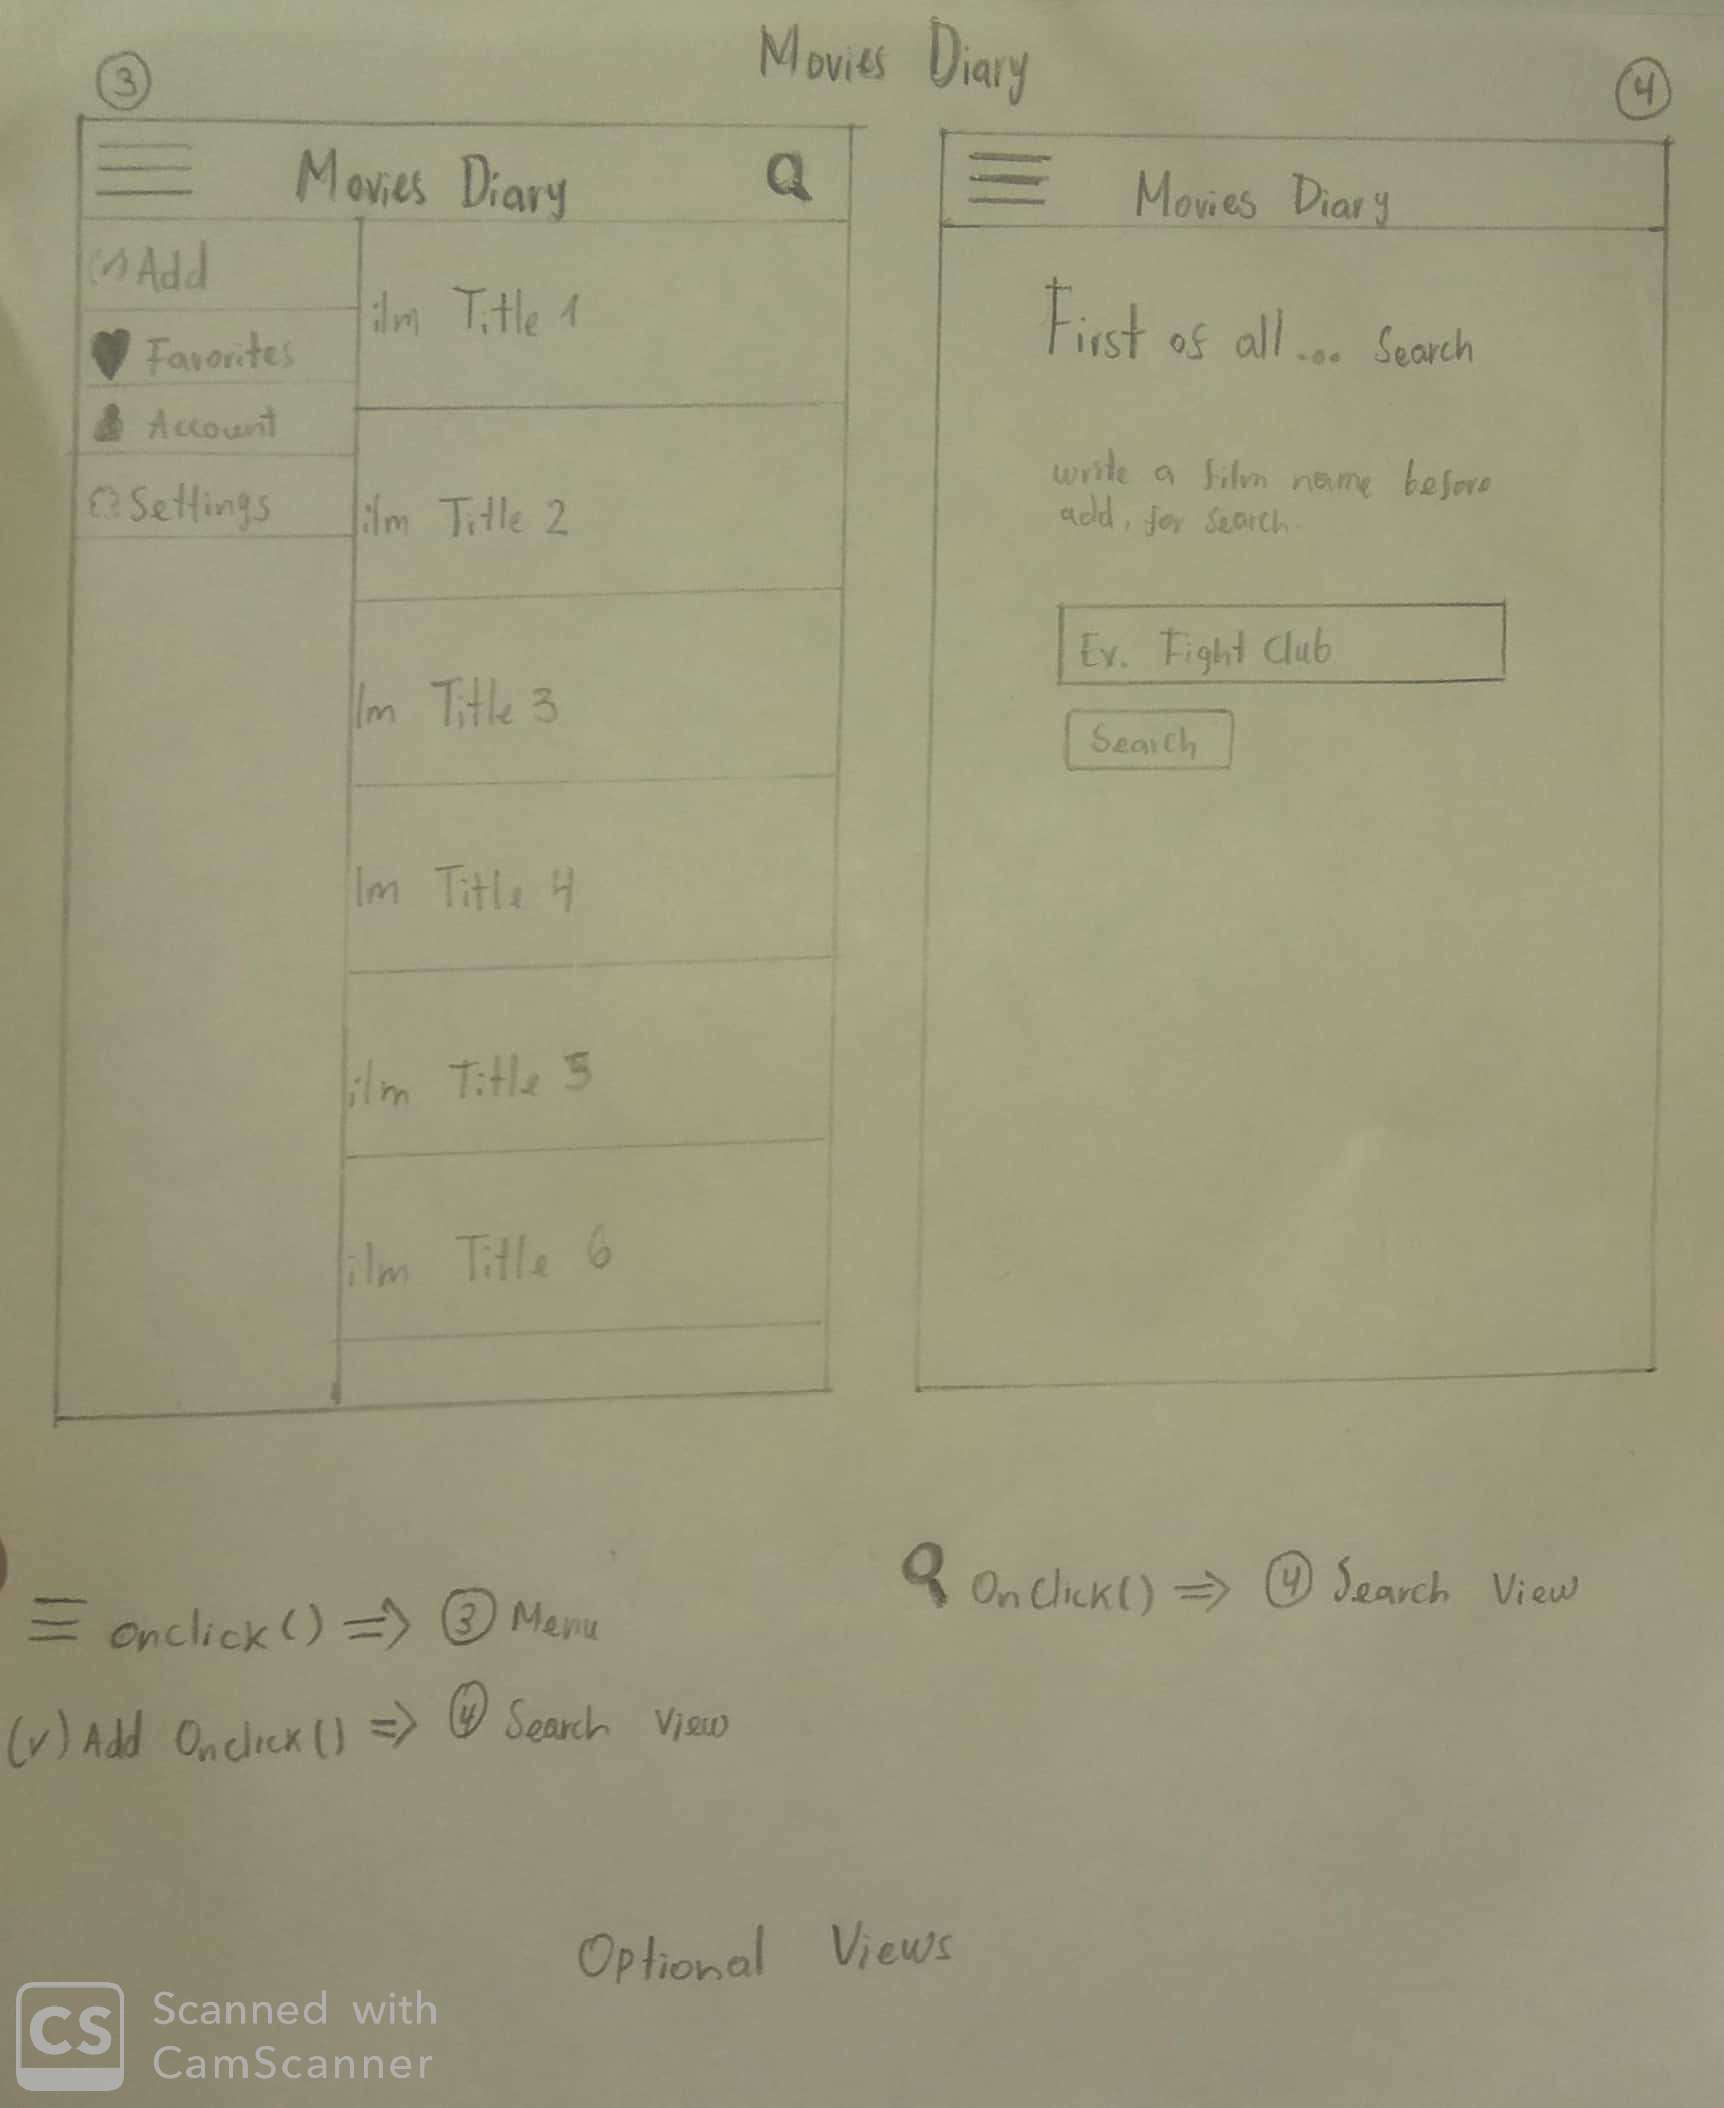 Movies Diary
3
Movies Diary
Add
Favorites
Account
Settings
ilm Title 1
ilm Title 2
lm Title 3
lm Title 4
ilm Title 5
ilm Title 6
4
Movies Diary
First of all... Search
write a film name before
add, for search.
Ex. Fight Club
Search
onclick() => 3 Menu
(v) Add Onclick() => 4 Search View
OnClick() => 4 Search View
Optional Views
CS Scanned with
CamScanner